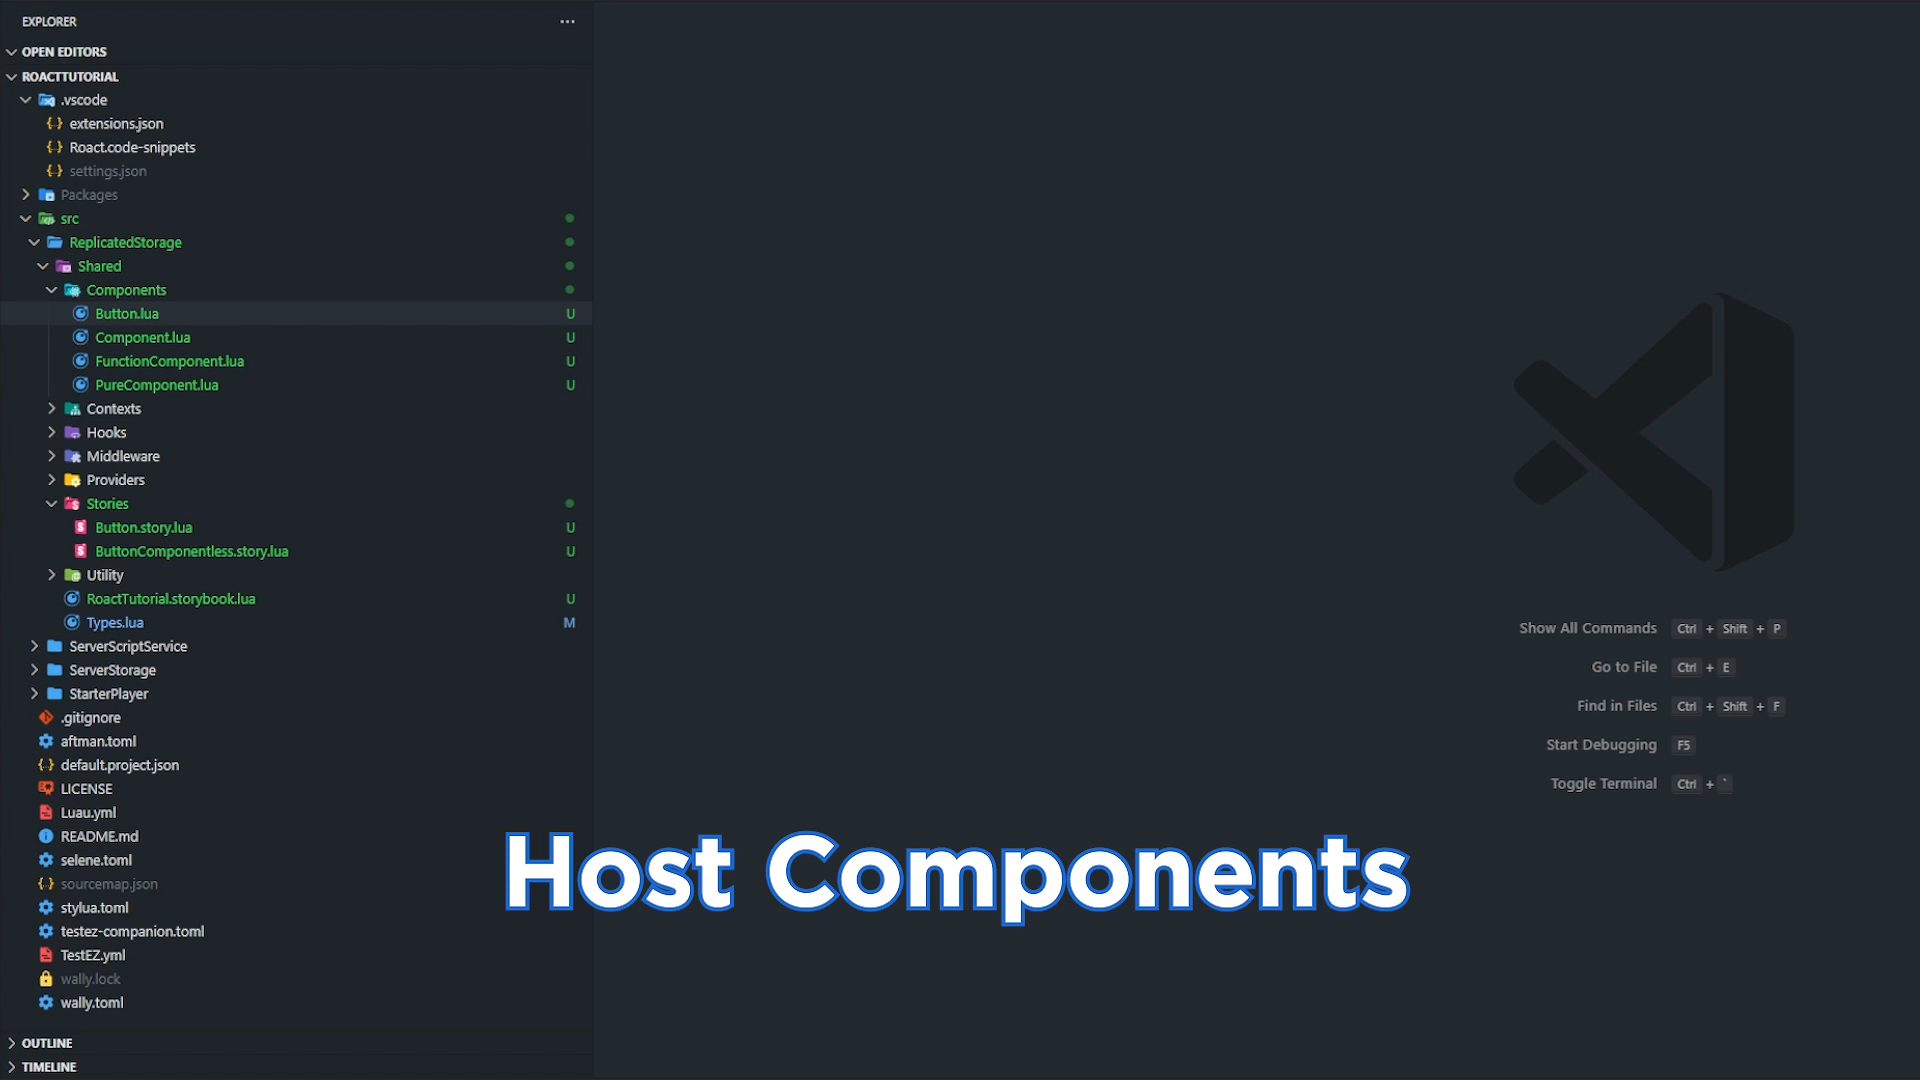 EXPLORER
OPEN EDITORS
ROACTTUTORIAL
.vscode
extensions.json
Roact.code-snippets
settings.json
Packages
src
ReplicatedStorage
Shared
Components
Button.lua U
Component.lua U
FunctionComponent.lua U
PureComponent.lua U
Contexts
Hooks
Middleware
Providers
Stories
Button.story.lua U
ButtonComponentless.story.lua U
Utility
RoactTutorial.storybook.lua U
Types.lua M
ServerScriptService
ServerStorage
StarterPlayer
.gitignore
aftman.toml
default.project.json
LICENSE
Luau.yml
README.md
selene.toml
sourcemap.json
stylua.toml
testez-companion.toml
TestEZ.yml
wally.lock
wally.toml
OUTLINE
TIMELINE
Show All Commands Ctrl + Shift + P
Go to File Ctrl + E
Find in Files Ctrl + Shift + F
Start Debugging F5
Toggle Terminal Ctrl + `
Host Components